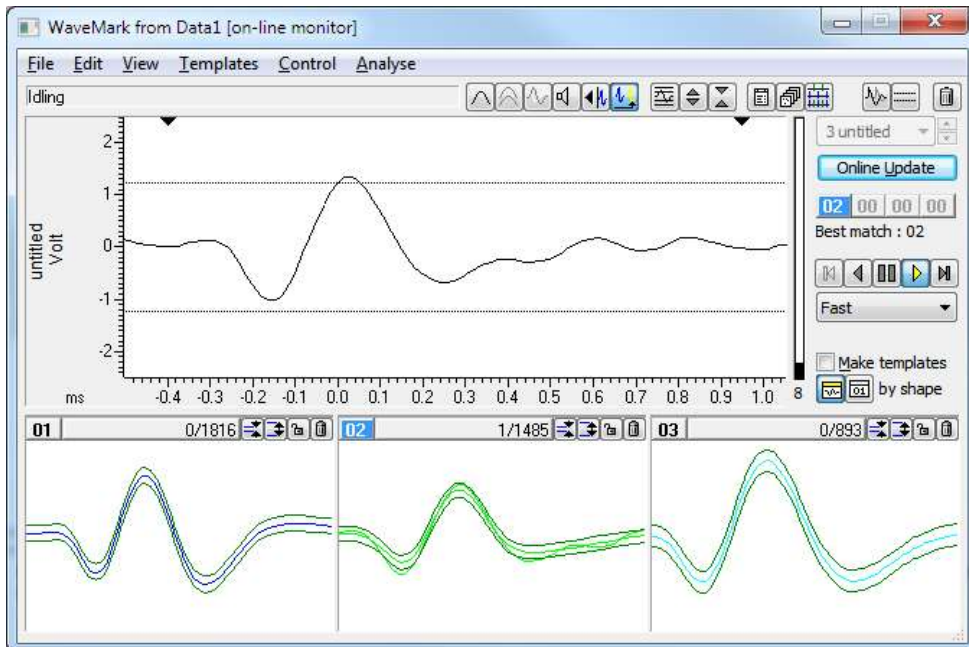 WaveMark from Data1 [on-line monitor]
File Edit View Templates Control Analyse
Idling
3 untitled
Online Update
02 00 00 00
Best match : 02
Fast
Make templates
01 by shape
untitled
Volt
2
1
0
-1
-2
ms -0.4 -0.3 -0.2 -0.1 0.0 0.1 0.2 0.3 0.4 0.5 0.6 0.7 0.8 0.9 1.0 8
01 0/1816 02 1/1485 03 0/893